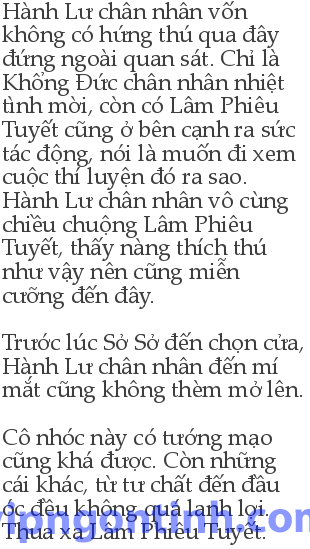 Hành Lư chân nhân vốn
không có hứng thú qua đây
đứng ngoài quan sát. Chỉ là
Khổng Đức chân nhân nhiệt
tình mời, còn có Lâm Phiêu
Tuyết cũng ở bên cạnh ra sức
tác động, nói là muốn đi xem
cuộc thí luyện đó ra sao.
Hành Lư chân nhân vô cùng
chiều chuộng Lâm Phiêu
Tuyết, thấy nàng thích thú
như vậy nên cũng miễn
cưỡng đến đây.
Trước lúc Sở Sở đến chọn cửa,
Hành Lư chân nhân đến mí
mắt cũng không thèm mở lên.
Cô nhóc này có tướng mạo
cũng khá được. Còn những
cái khác, từ tư chất đến đầu
óc đều không quá lanh lợi.
Thua xa Lâm Phiêu Tuyết.
vipngontinh.com